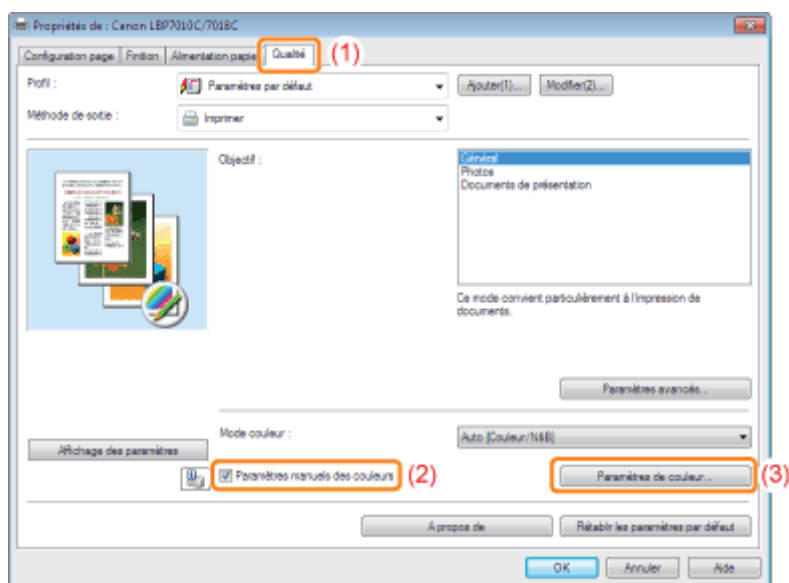 Propriétés de : Canon LBP7010C/7018C
Configuration page Finition Alimentation papier Qualité (1)
Profil : Paramètres par défaut Ajouter(1)... Modifier(2)...
Méthode de sortie : Imprimer
Objectif : Général
Photos
Documents de présentation
Ce mode convient particulièrement à l'impression de
documents.
Paramètres avancés...
Mode couleur : Auto [Couleur/N&B]
Affichage des paramètres
Paramètres manuels des couleurs (2) Paramètres de couleur... (3)
A propos de Rétablir les paramètres par défaut
OK Annuler Aide